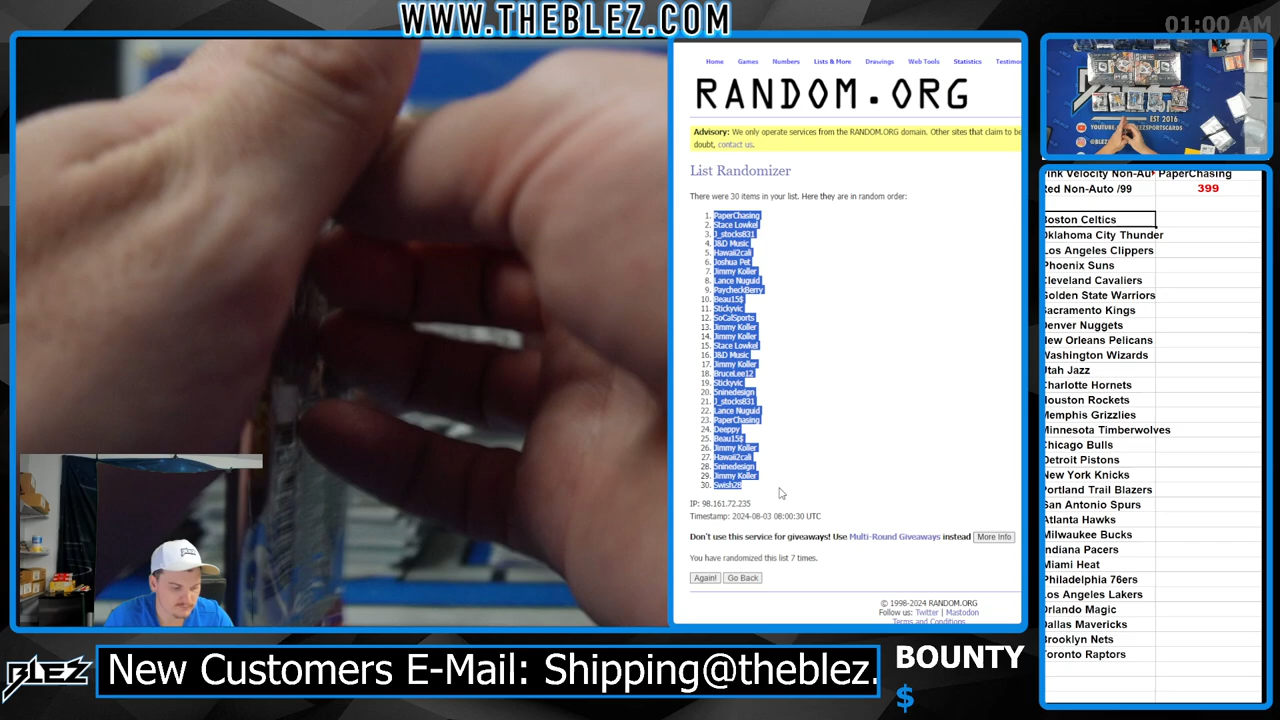 WWW.THEBLEZ.COM
01:00 AM
Home Games Numbers Lists & More Drawings Web Tools Statistics Testimo
RANDOM.ORG
Advisory: We only operate services from the RANDOM.ORG domain. Other sites that claim to be
doubt, contact us.
List Randomizer
There were 30 items in your list. Here they are in random order:
1. PaperChasing
2. Stace Lowkel
3. J_stocks831
4. J&D Music
5. Hawaii2cali
6. Joshua Pet
7. Jimmy Koller
8. Lance Nuguid
9. PaycheckBerry
10. Beau15$
11. Stickyvic
12. SoCalSports
13. Jimmy Koller
14. Jimmy Koller
15. Stace Lowkel
16. J&D Music
17. Jimmy Koller
18. BruceLee12
19. Stickyvic
20. 5ninedesign
21. J_stocks831
22. Lance Nuguid
23. PaperChasing
24. Deeppy
25. Beau15$
26. Jimmy Koller
27. Hawaii2cali
28. 5ninedesign
29. Jimmy Koller
30. Swish28
IP: 98.161.72.235
Timestamp: 2024-08-03 08:00:30 UTC
Don't use this service for giveaways! Use Multi-Round Giveaways instead More Info
You have randomized this list 7 times.
Again! Go Back
© 1998-2024 RANDOM.ORG
Follow us: Twitter | Mastodon
Terms and Conditions
EST 2016
Pink Velocity Non-Au PaperChasing
Red Non-Auto /99 399
Boston Celtics
Oklahoma City Thunder
Los Angeles Clippers
Phoenix Suns
Cleveland Cavaliers
Golden State Warriors
Sacramento Kings
Denver Nuggets
New Orleans Pelicans
Washington Wizards
Utah Jazz
Charlotte Hornets
Houston Rockets
Memphis Grizzlies
Minnesota Timberwolves
Chicago Bulls
Detroit Pistons
New York Knicks
Portland Trail Blazers
San Antonio Spurs
Atlanta Hawks
Milwaukee Bucks
Indiana Pacers
Miami Heat
Philadelphia 76ers
Los Angeles Lakers
Orlando Magic
Dallas Mavericks
Brooklyn Nets
Toronto Raptors
BLEZ
New Customers E-Mail: Shipping@theblez.
BOUNTY
$